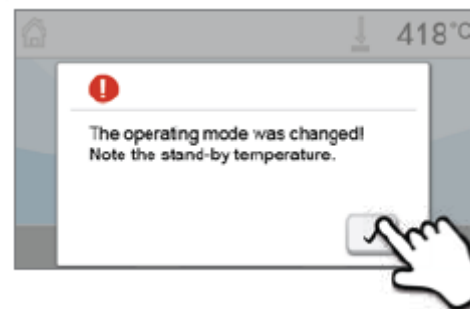 418°C
The operating mode was changed!
Note the stand-by temperature.